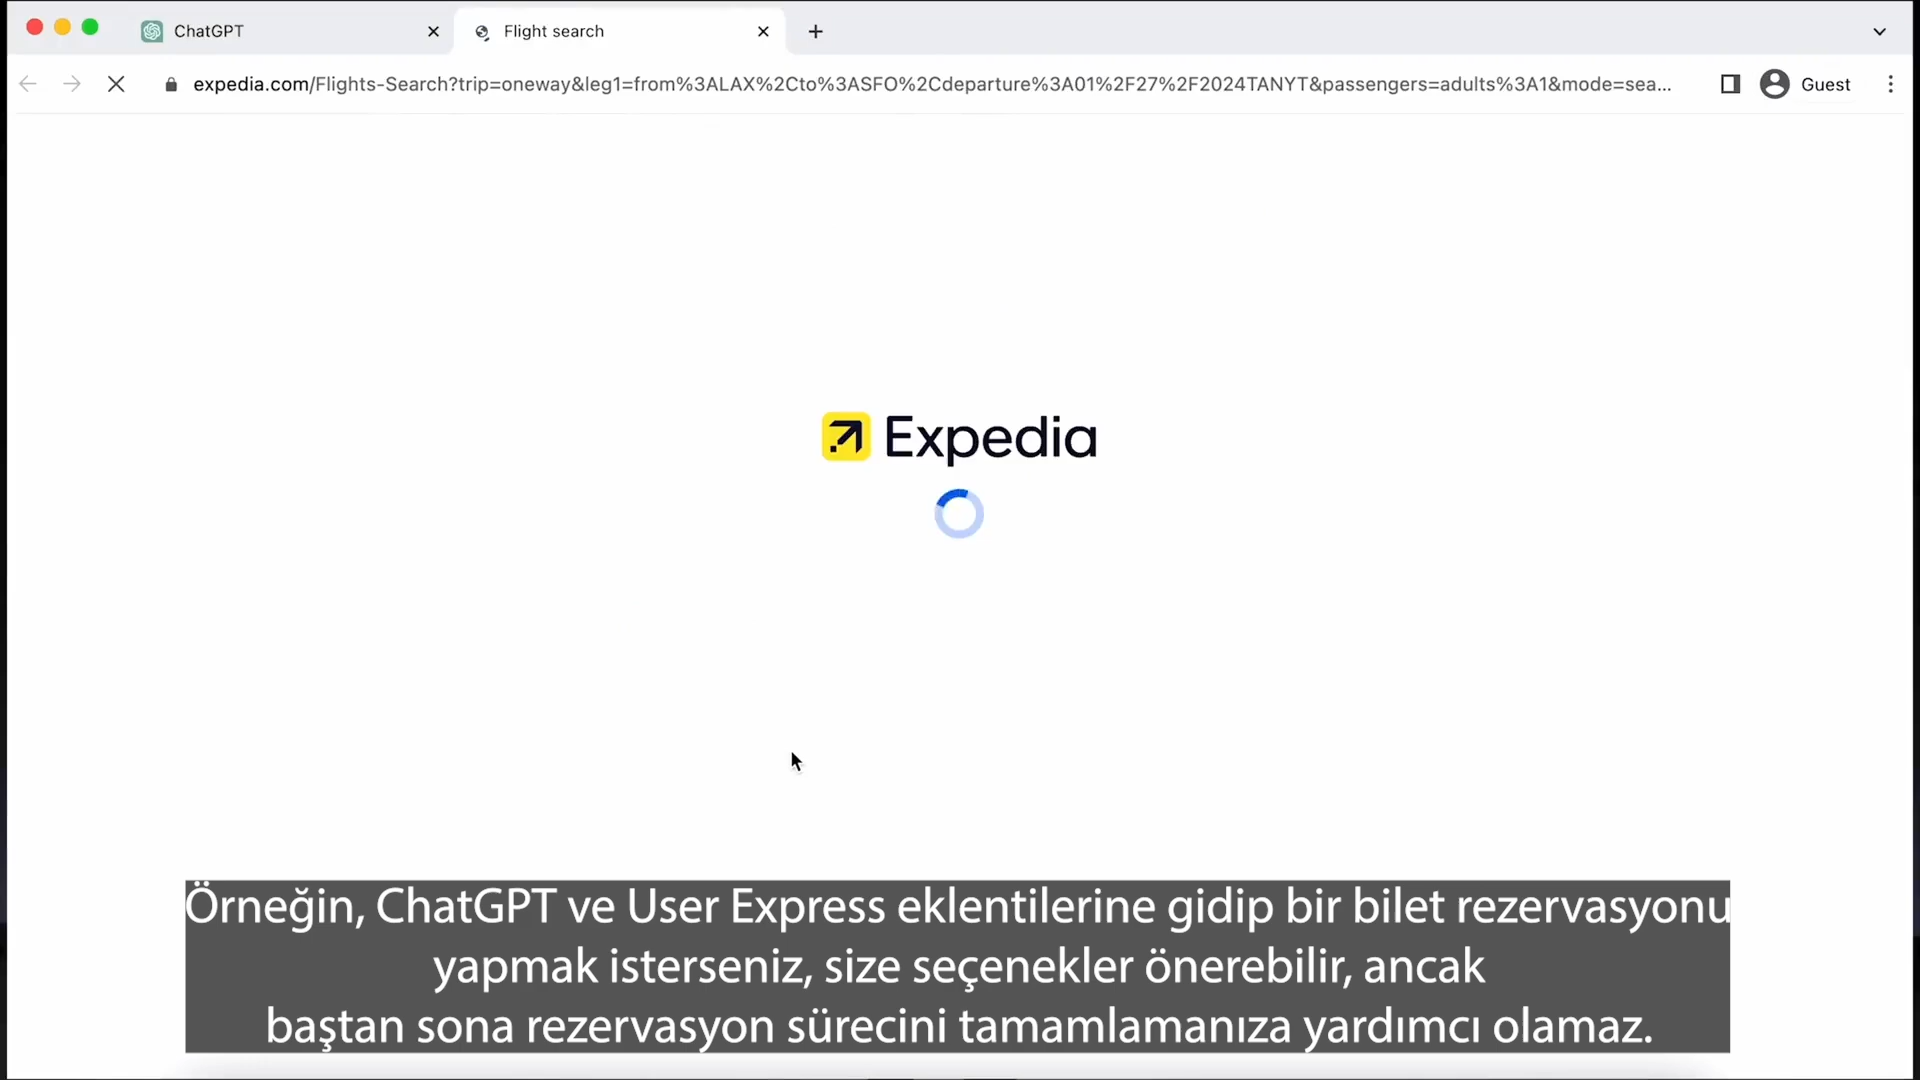 ChatGPT
Flight search
expedia.com/Flights-Search?trip=oneway&leg1=from%3ALAX%2Cto%3ASFO%2Cdeparture%3A01%2F27%2F2024TANYT&passengers=adults%3A1&mode=sea...
Guest
Expedia
Örneğin, ChatGPT ve User Express eklentilerine gidip bir bilet rezervasyonu
yapmak isterseniz, size seçenekler önerebilir, ancak
baştan sona rezervasyon sürecini tamamlamanıza yardımcı olamaz.